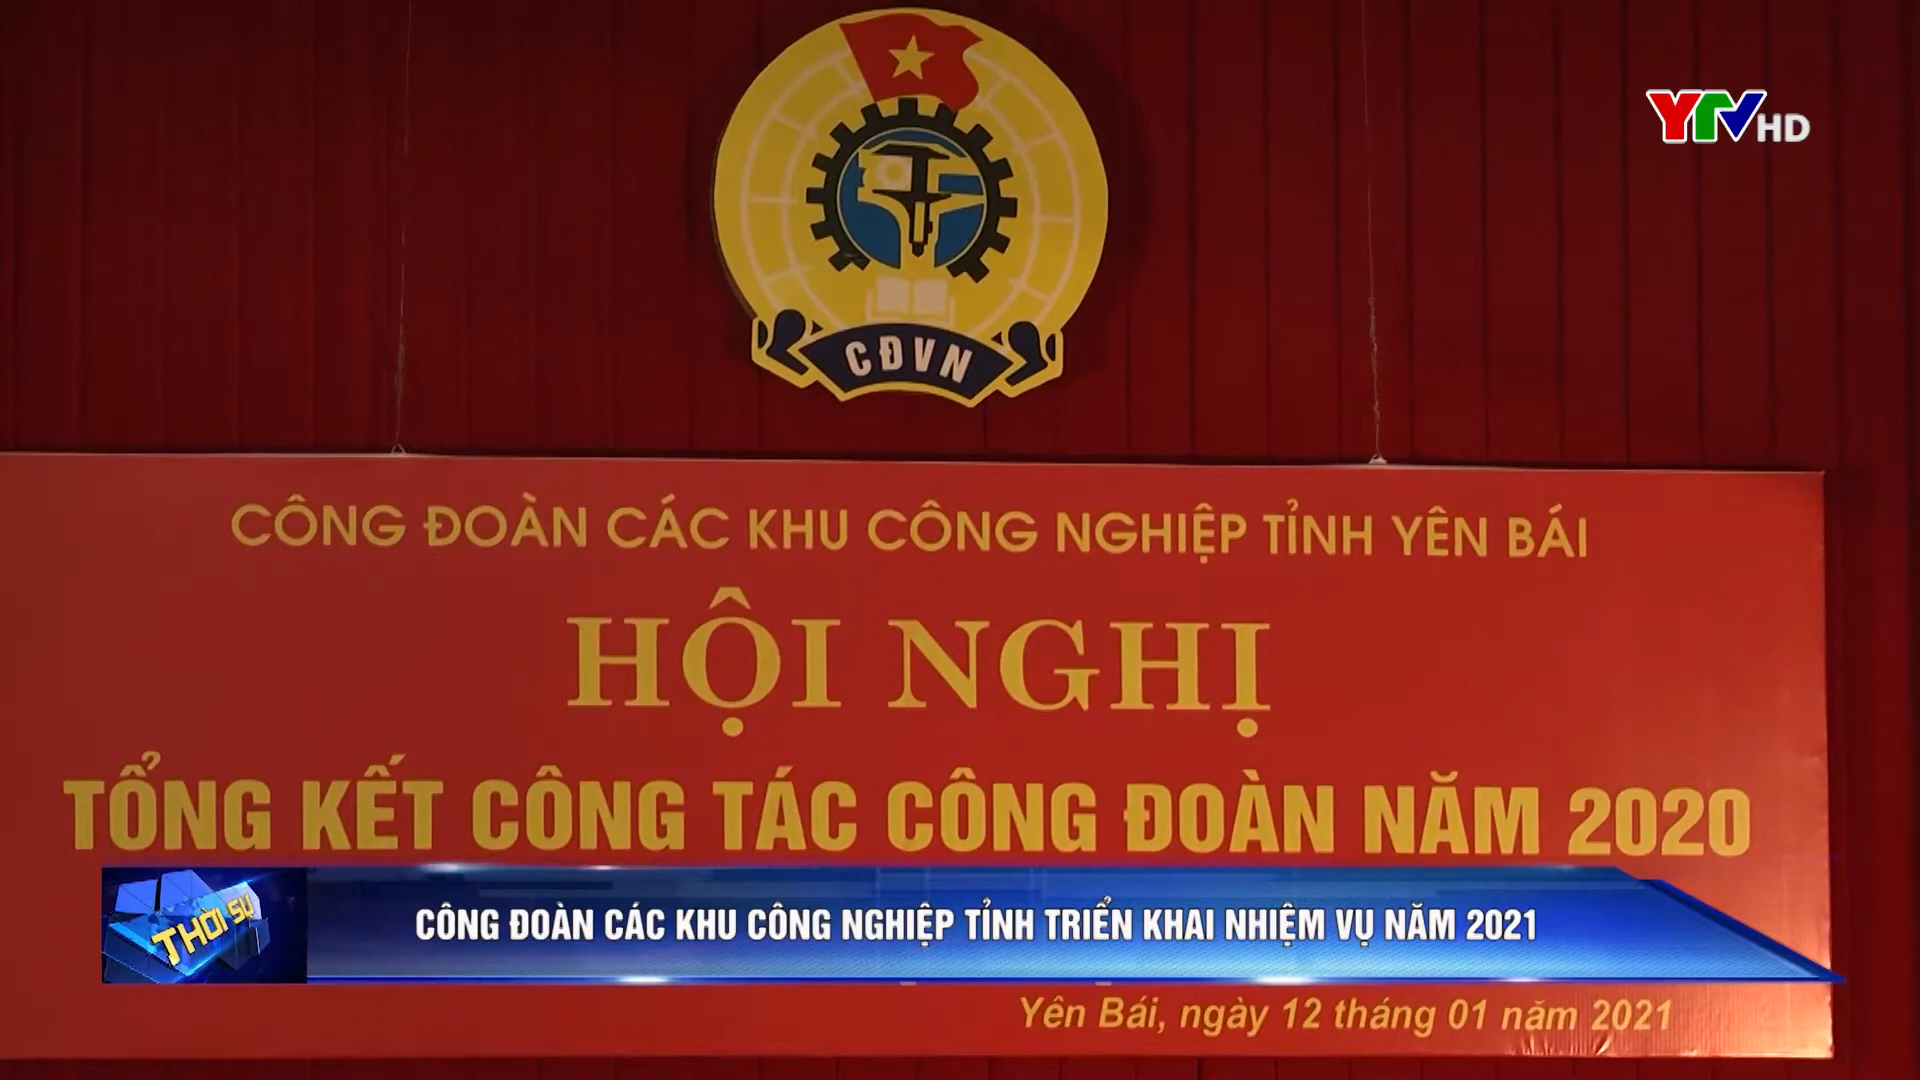 YTV HD
CĐVN
CÔNG ĐOÀN CÁC KHU CÔNG NGHIỆP TỈNH YÊN BÁI
HỘI NGHỊ
TỔNG KẾT CÔNG TÁC CÔNG ĐOÀN NĂM 2020
THỜI SỰ
CÔNG ĐOÀN CÁC KHU CÔNG NGHIỆP TỈNH TRIỂN KHAI NHIỆM VỤ NĂM 2021
Yên Bái, ngày 12 tháng 01 năm 2021